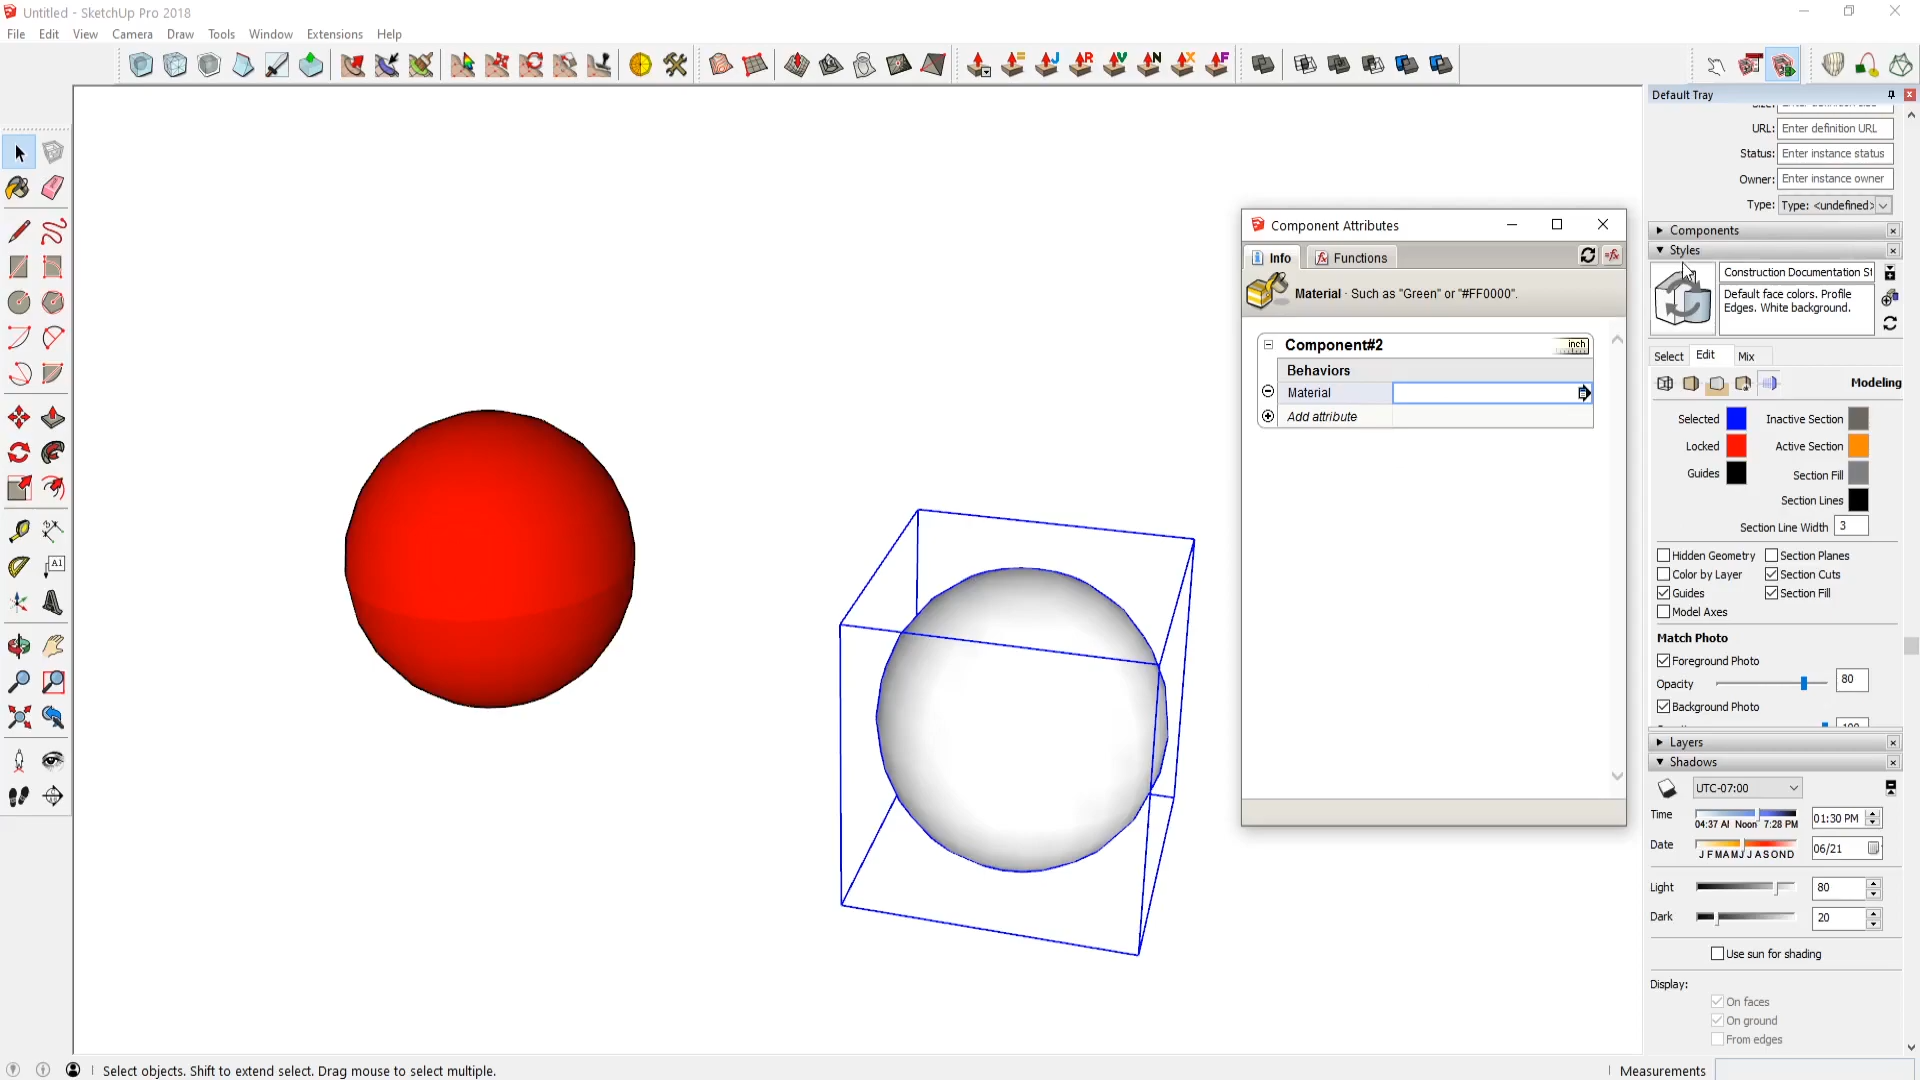 Untitled - SketchUp Pro 2018
File Edit View Camera Draw Tools Window Extensions Help
J R V N X F
A1
Default Tray
URL: Enter definition URL
Status: Enter instance status
Owner: Enter instance owner
Type: Type: <undefined>
Components
Styles
Construction Documentation St
Default face colors. Profile
Edges. White background.
Select Edit Mix
Modeling
Selected Inactive Section
Locked Active Section
Guides Section Fill
Section Lines
Section Line Width 3
Hidden Geometry Section Planes
Color by Layer Section Cuts
Guides Section Fill
Model Axes
Match Photo
Foreground Photo
Opacity 80
Background Photo
Layers
Shadows
UTC-07:00
Time 04:37 AI Noon 7:28 PM 01:30 PM
Date J F M A M J J A S O N D 06/21
Light 80
Dark 20
Use sun for shading
Display:
On faces
On ground
From edges
Component Attributes
Info Functions
Material · Such as "Green" or "#FF0000".
Component#2 inch
Behaviors
Material
Add attribute
Select objects. Shift to extend select. Drag mouse to select multiple.
Measurements